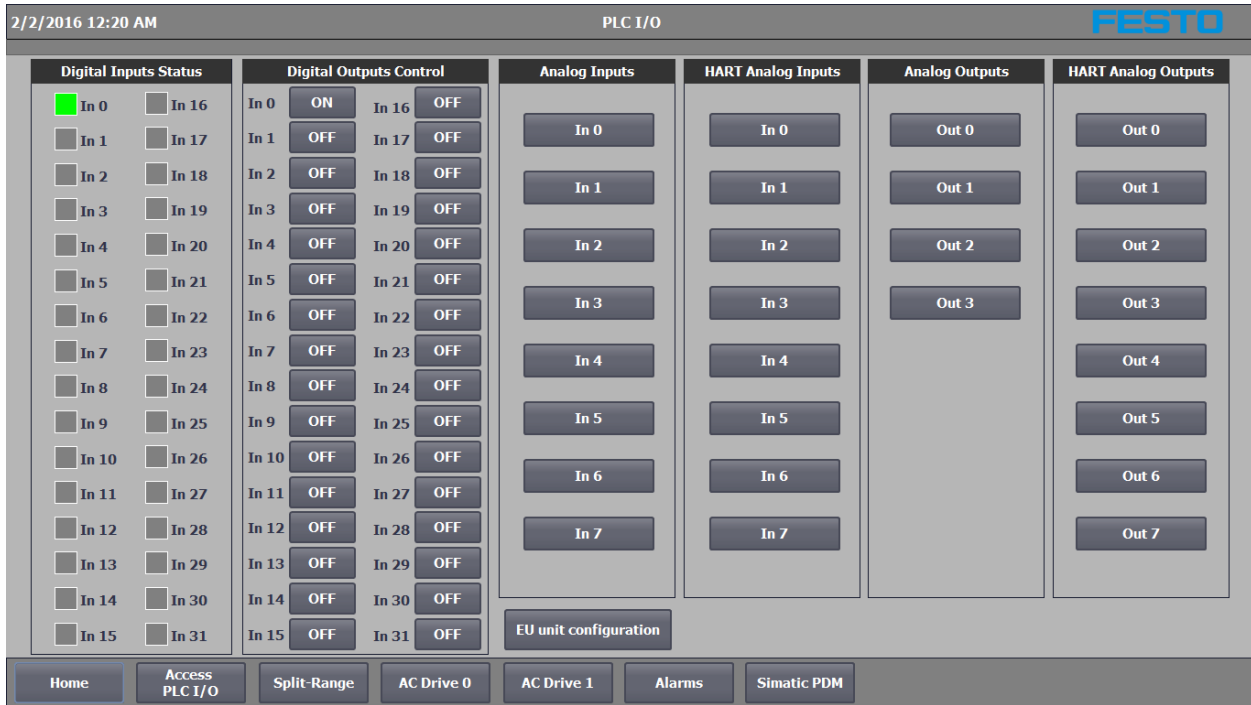 2/2/2016 12:20 AM
PLC I/O
FESTO
Digital Inputs Status
In 0 In 16
In 1 In 17
In 2 In 18
In 3 In 19
In 4 In 20
In 5 In 21
In 6 In 22
In 7 In 23
In 8 In 24
In 9 In 25
In 10 In 26
In 11 In 27
In 12 In 28
In 13 In 29
In 14 In 30
In 15 In 31
Digital Outputs Control
In 0 ON In 16 OFF
In 1 OFF In 17 OFF
In 2 OFF In 18 OFF
In 3 OFF In 19 OFF
In 4 OFF In 20 OFF
In 5 OFF In 21 OFF
In 6 OFF In 22 OFF
In 7 OFF In 23 OFF
In 8 OFF In 24 OFF
In 9 OFF In 25 OFF
In 10 OFF In 26 OFF
In 11 OFF In 27 OFF
In 12 OFF In 28 OFF
In 13 OFF In 29 OFF
In 14 OFF In 30 OFF
In 15 OFF In 31 OFF
Analog Inputs
In 0
In 1
In 2
In 3
In 4
In 5
In 6
In 7
HART Analog Inputs
In 0
In 1
In 2
In 3
In 4
In 5
In 6
In 7
Analog Outputs
Out 0
Out 1
Out 2
Out 3
HART Analog Outputs
Out 0
Out 1
Out 2
Out 3
Out 4
Out 5
Out 6
Out 7
EU unit configuration
Home
Access
PLC I/O
Split-Range
AC Drive 0
AC Drive 1
Alarms
Simatic PDM